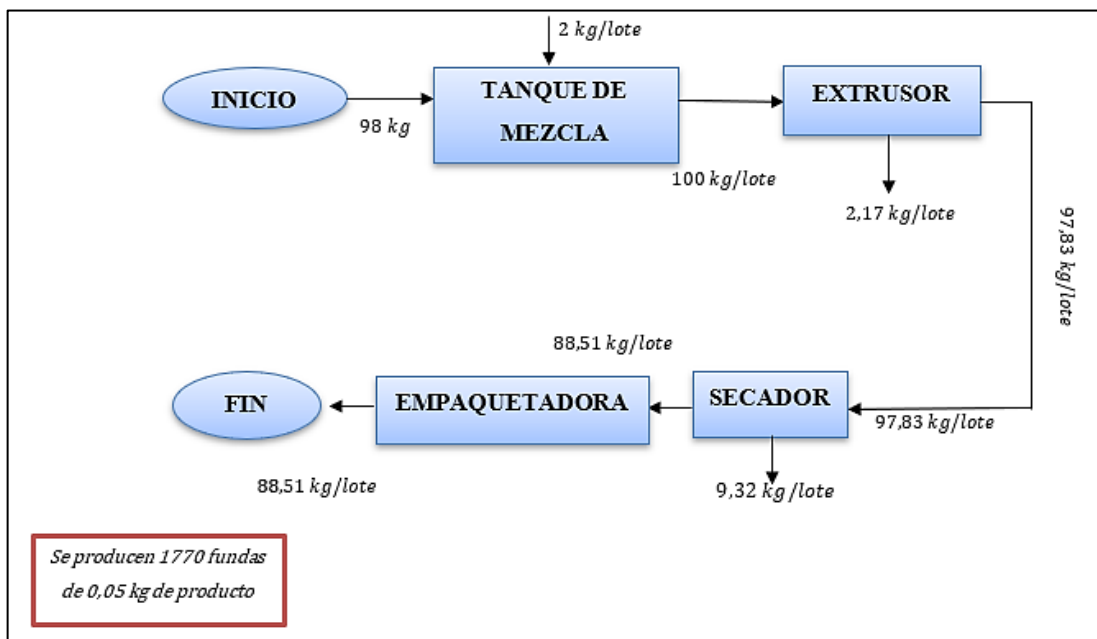 2 kg/lote
INICIO
98 kg
TANQUE DE
MEZCLA
100 kg/lote
EXTRUSOR
2,17 kg/lote
97,83 kg/lote
97,83 kg/lote
SECADOR
9,32 kg/lote
88,51 kg/lote
EMPAQUETADORA
FIN
88,51 kg/lote
Se producen 1770 fundas
de 0,05 kg de producto